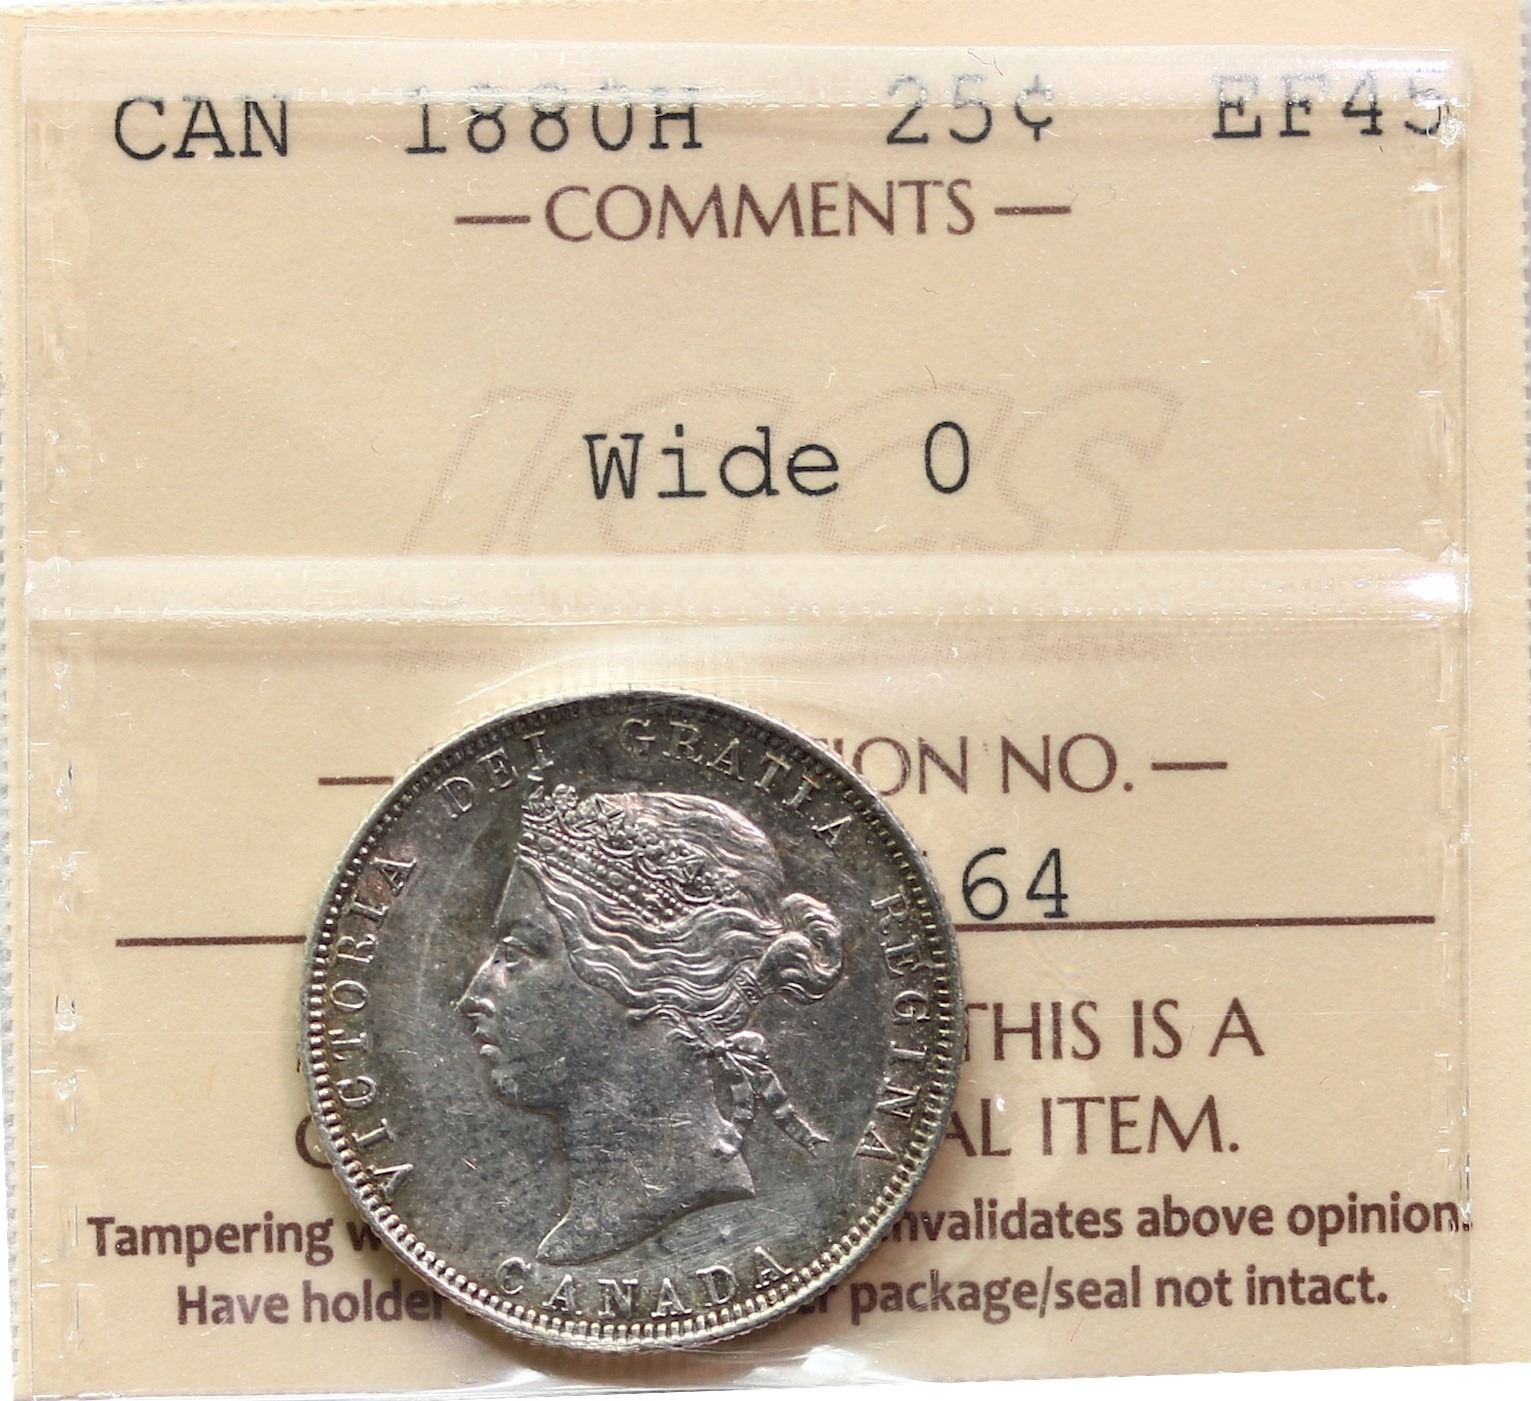 CAN 1880H 25¢ EF45
— COMMENTS —
ICCS
Wide 0
ION NO. —
64
THIS IS A
AL ITEM.
Tampering w nvalidates above opinion.
Have holder package/seal not intact.
VICTORIA DEI GRATIA REGINA
CANADA